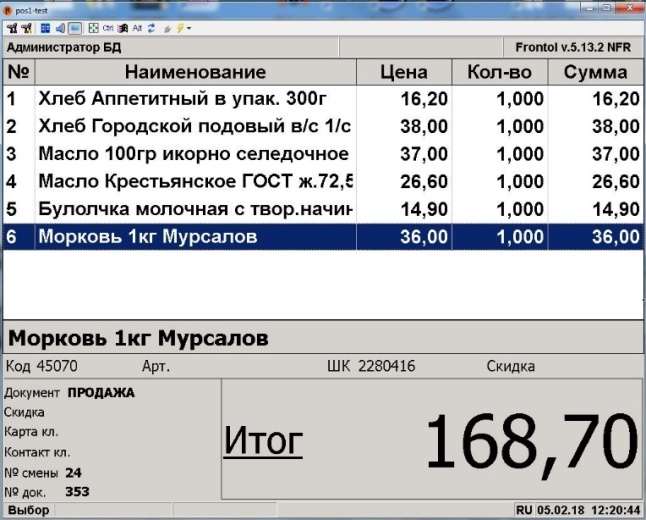 pos1-test
Ctrl Alt
Администратор БД Frontol v.5.13.2 NFR
№ Наименование Цена Кол-во Сумма
1 Хлеб Аппетитный в упак. 300г 16,20 1,000 16,20
2 Хлеб Городской подовый в/с 1/с 38,00 1,000 38,00
3 Масло 100гр икорно селедочное 37,00 1,000 37,00
4 Масло Крестьянское ГОСТ ж.72,5 26,60 1,000 26,60
5 Булолчка молочная с твор.начин 14,90 1,000 14,90
6 Морковь 1кг Мурсалов 36,00 1,000 36,00
Морковь 1кг Мурсалов
Код 45070 Арт. ШК 2280416 Скидка
Документ ПРОДАЖА
Скидка
Карта кл.
Контакт кл.
№ смены 24
№ док. 353
Итог 168,70
Выбор RU 05.02.18 12:20:44